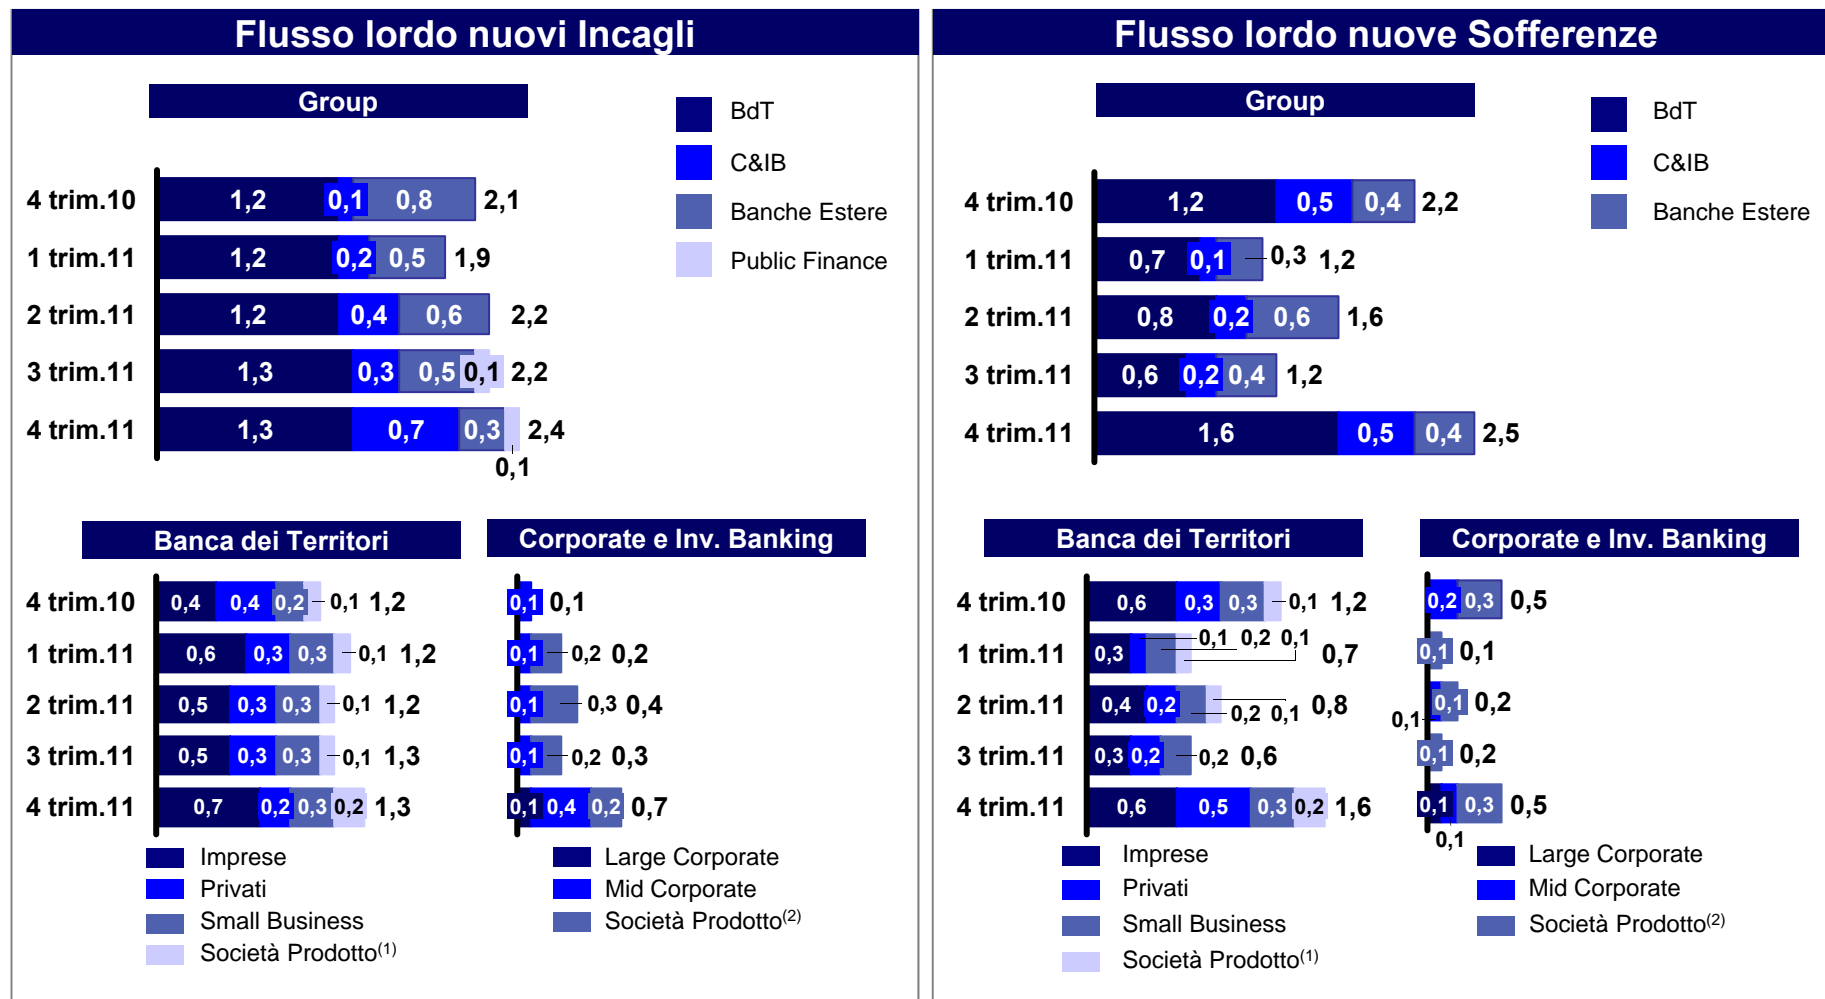 Flusso lordo nuovi Incagli
Group
BdT
C&IB
Banche Estere
Public Finance
4 trim.10 1,2 0,1 0,8 2,1
1 trim.11 1,2 0,2 0,5 1,9
2 trim.11 1,2 0,4 0,6 2,2
3 trim.11 1,3 0,3 0,5 0,1 2,2
4 trim.11 1,3 0,7 0,3 2,4
0,1
Banca dei Territori
4 trim.10 0,4 0,4 0,2 0,1 1,2
1 trim.11 0,6 0,3 0,3 0,1 1,2
2 trim.11 0,5 0,3 0,3 0,1 1,2
3 trim.11 0,5 0,3 0,3 0,1 1,3
4 trim.11 0,7 0,2 0,3 0,2 1,3
Imprese
Privati
Small Business
Società Prodotto(1)
Corporate e Inv. Banking
0,1 0,1
0,1 0,2 0,2
0,1 0,3 0,4
0,1 0,2 0,3
0,1 0,4 0,2 0,7
Large Corporate
Mid Corporate
Società Prodotto(2)
Flusso lordo nuove Sofferenze
Group
BdT
C&IB
Banche Estere
4 trim.10 1,2 0,5 0,4 2,2
1 trim.11 0,7 0,1 0,3 1,2
2 trim.11 0,8 0,2 0,6 1,6
3 trim.11 0,6 0,2 0,4 1,2
4 trim.11 1,6 0,5 0,4 2,5
Banca dei Territori
4 trim.10 0,6 0,3 0,3 0,1 1,2
1 trim.11 0,3 0,1 0,2 0,1 0,7
2 trim.11 0,4 0,2 0,2 0,1 0,8
3 trim.11 0,3 0,2 0,2 0,6
4 trim.11 0,6 0,5 0,3 0,2 1,6
Imprese
Privati
Small Business
Società Prodotto(1)
Corporate e Inv. Banking
0,2 0,3 0,5
0,1 0,1
0,1 0,1 0,2
0,1 0,2
0,1 0,3 0,5
0,1
Large Corporate
Mid Corporate
Società Prodotto(2)